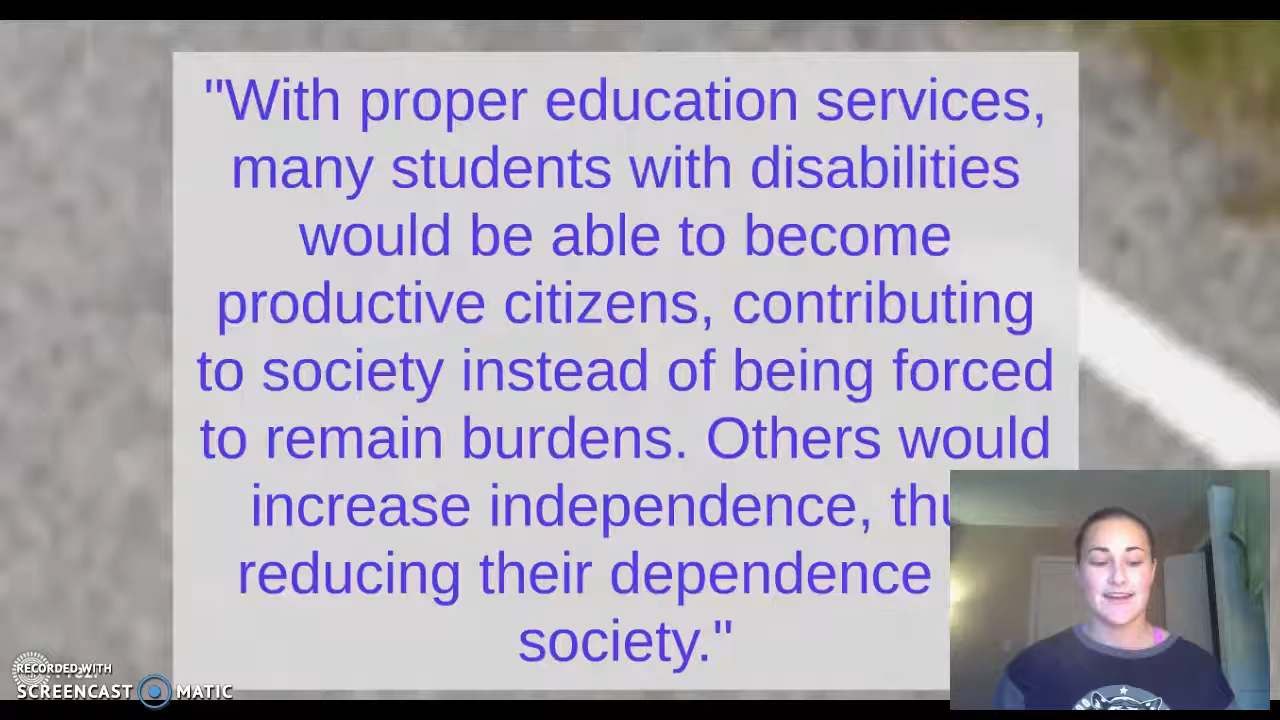 "With proper education services,
many students with disabilities
would be able to become
productive citizens, contributing
to society instead of being forced
to remain burdens. Others would
increase independence,
reducing their dependence
society."
RECORDED WITH
SCREENCAST MATIC